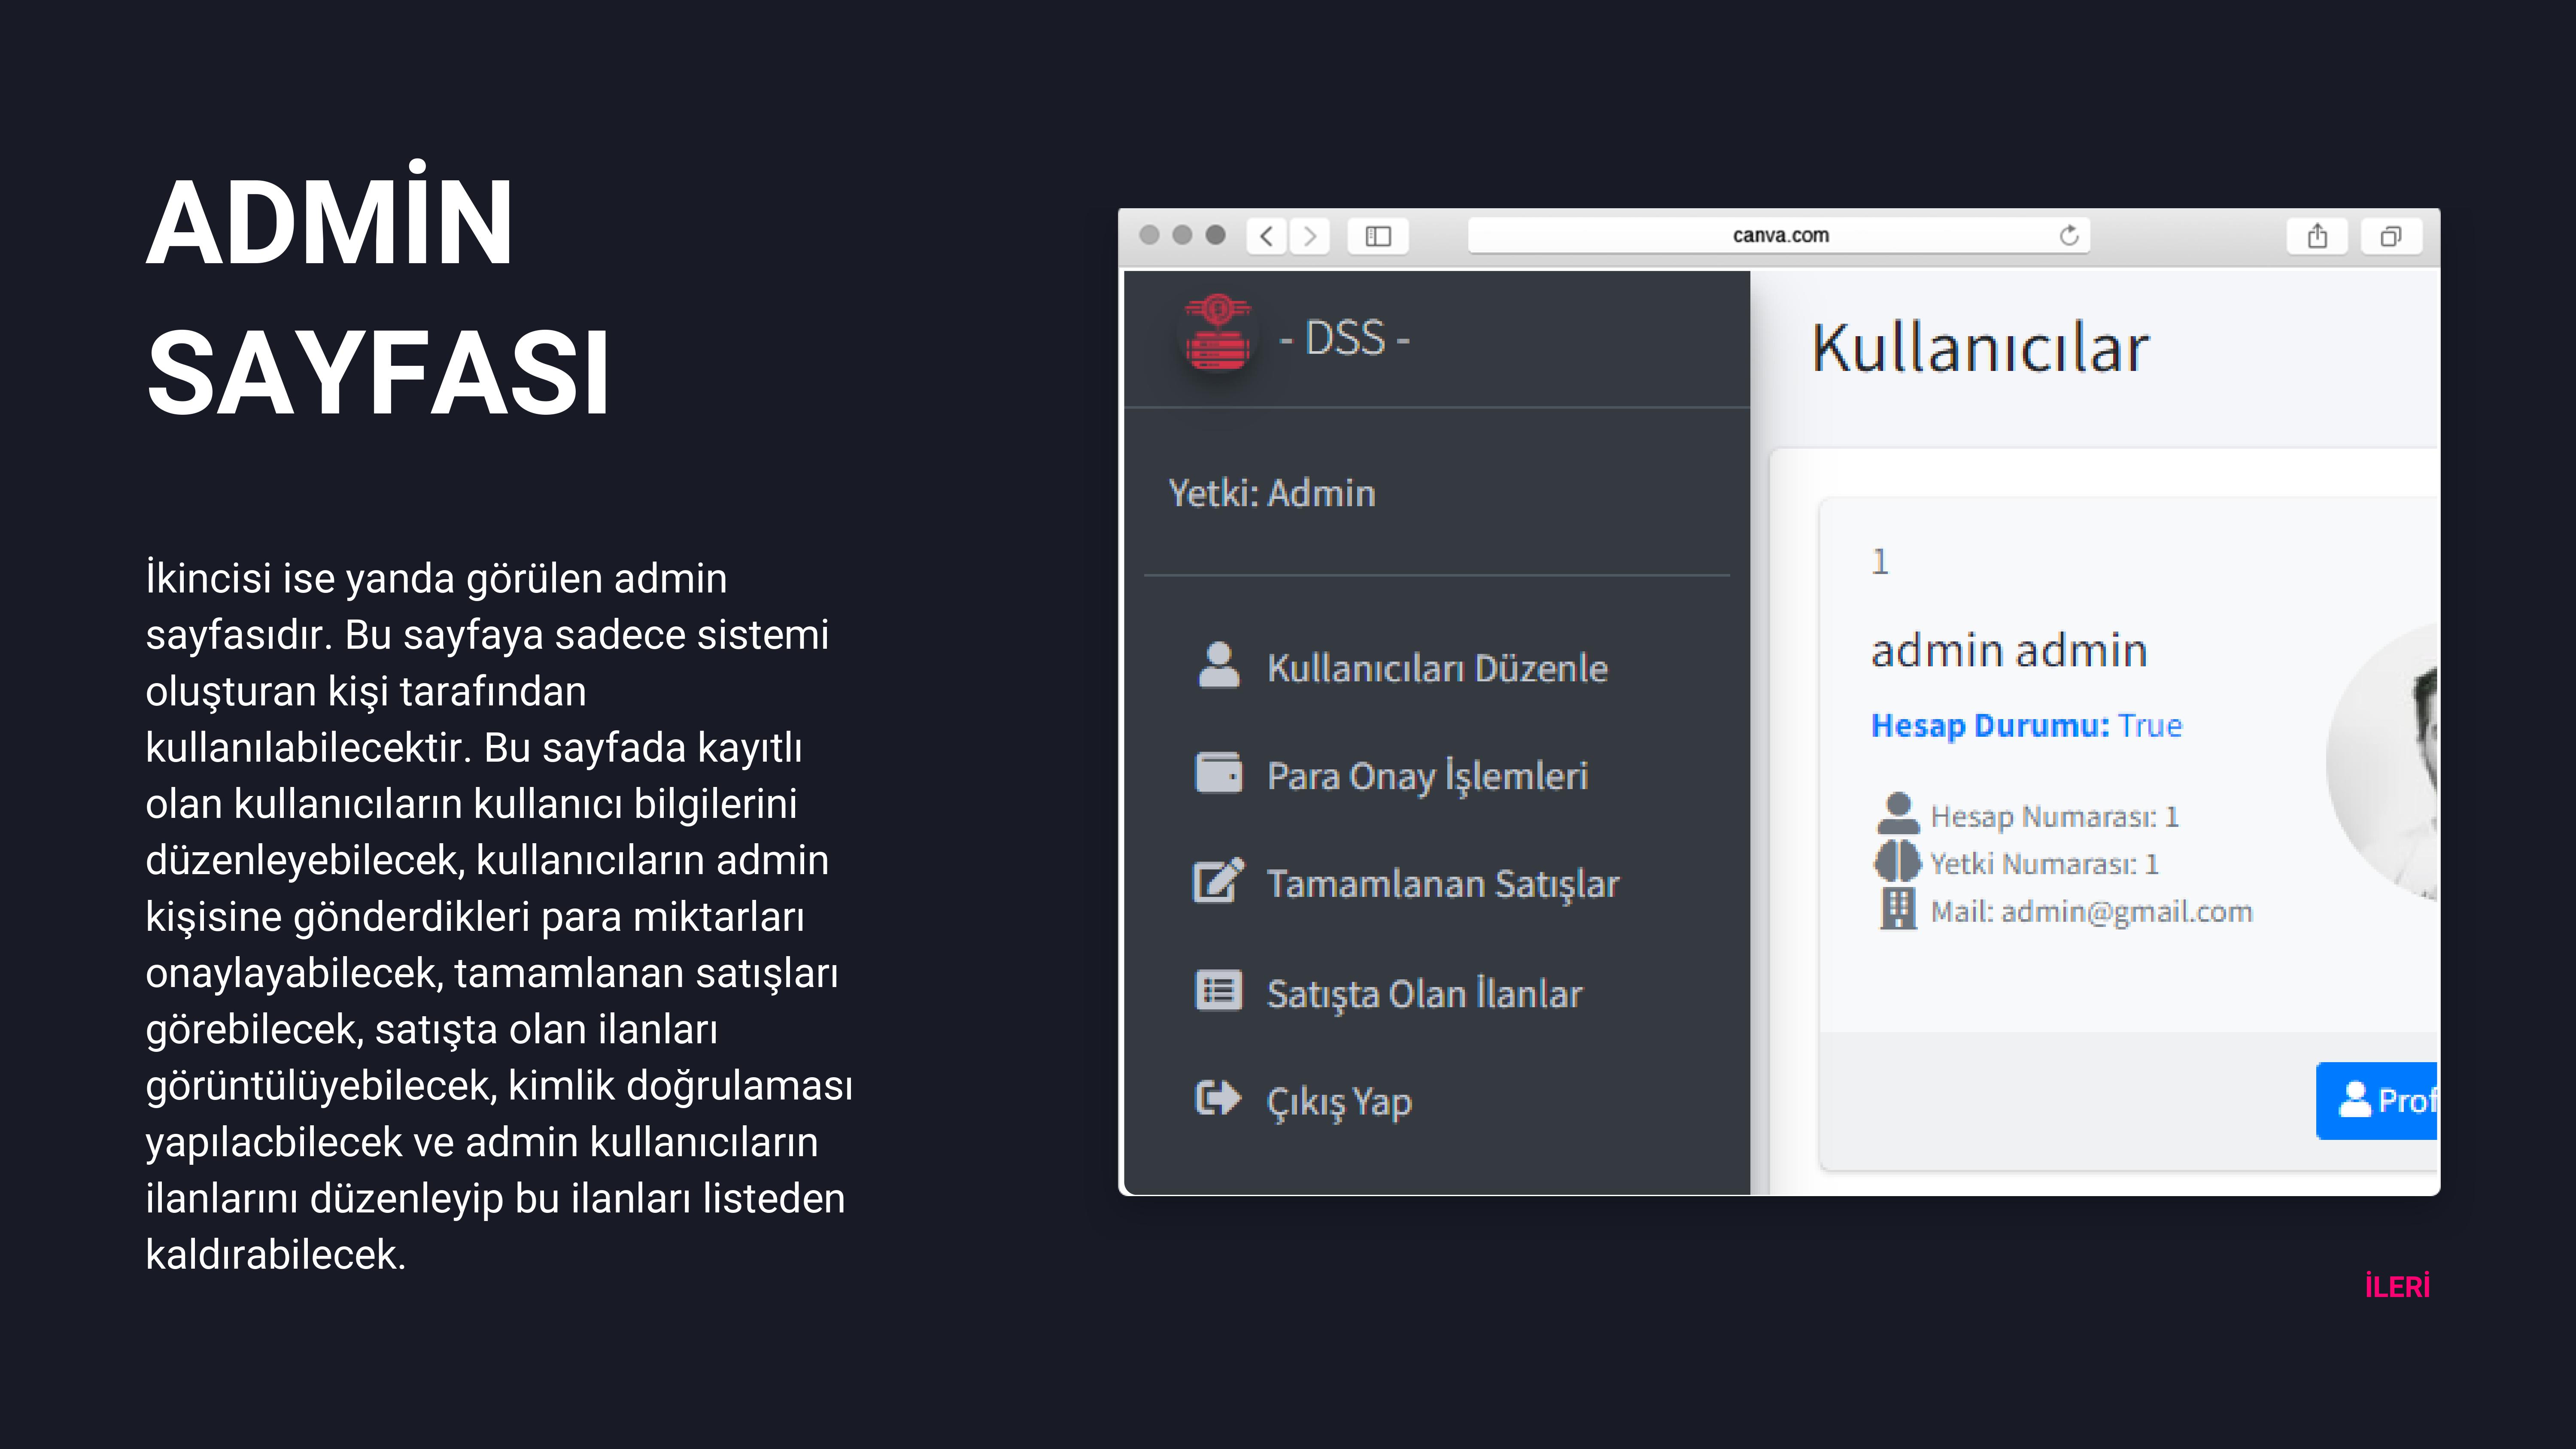 ADMİN
SAYFASI
İkincisi ise yanda görülen admin
sayfasıdır. Bu sayfaya sadece sistemi
oluşturan kişi tarafından
kullanılabilecektir. Bu sayfada kayıtlı
olan kullanıcıların kullanıcı bilgilerini
düzenleyebilecek, kullanıcıların admin
kişisine gönderdikleri para miktarları
onaylayabilecek, tamamlanan satışları
görebilecek, satışta olan ilanları
görüntülüyebilecek, kimlik doğrulaması
yapılacbilecek ve admin kullanıcıların
ilanlarını düzenleyip bu ilanları listeden
kaldırabilecek.
canva.com
- DSS -
Yetki: Admin
Kullanıcıları Düzenle
Para Onay İşlemleri
Tamamlanan Satışlar
Satışta Olan İlanlar
Çıkış Yap
Kullanıcılar
1
admin admin
Hesap Durumu: True
Hesap Numarası: 1
Yetki Numarası: 1
Mail: admin@gmail.com
Prof
İLERİ